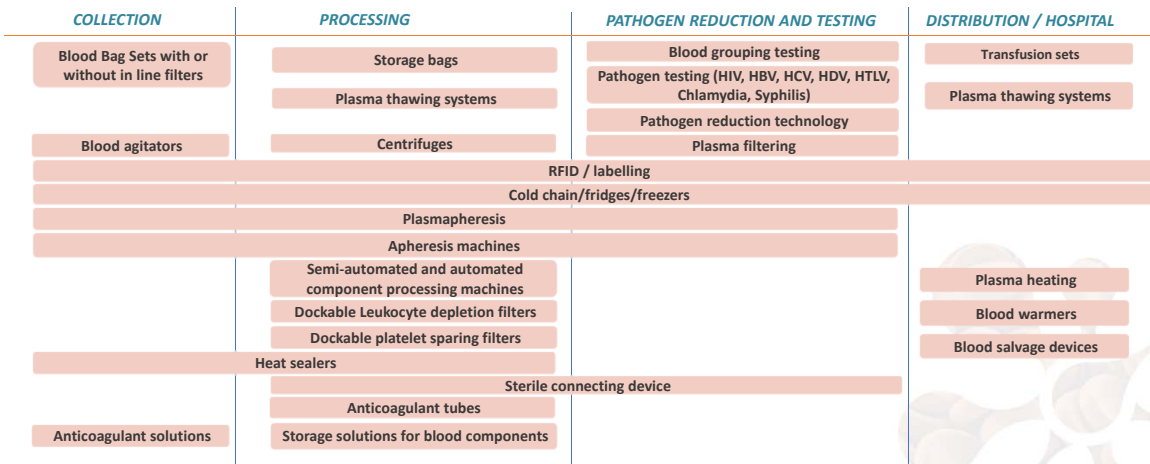 COLLECTION
PROCESSING
PATHOGEN REDUCTION AND TESTING
DISTRIBUTION / HOSPITAL
Blood Bag Sets with or
without in line filters
Storage bags
Blood grouping testing
Transfusion sets
Pathogen testing (HIV, HBV, HCV, HDV, HTLV,
Chlamydia, Syphilis)
Plasma thawing systems
Plasma thawing systems
Pathogen reduction technology
Blood agitators
Centrifuges
Plasma filtering
RFID / labelling
Cold chain/fridges/freezers
Plasmapheresis
Apheresis machines
Semi-automated and automated
component processing machines
Plasma heating
Dockable Leukocyte depletion filters
Blood warmers
Dockable platelet sparing filters
Blood salvage devices
Heat sealers
Sterile connecting device
Anticoagulant tubes
Anticoagulant solutions
Storage solutions for blood components